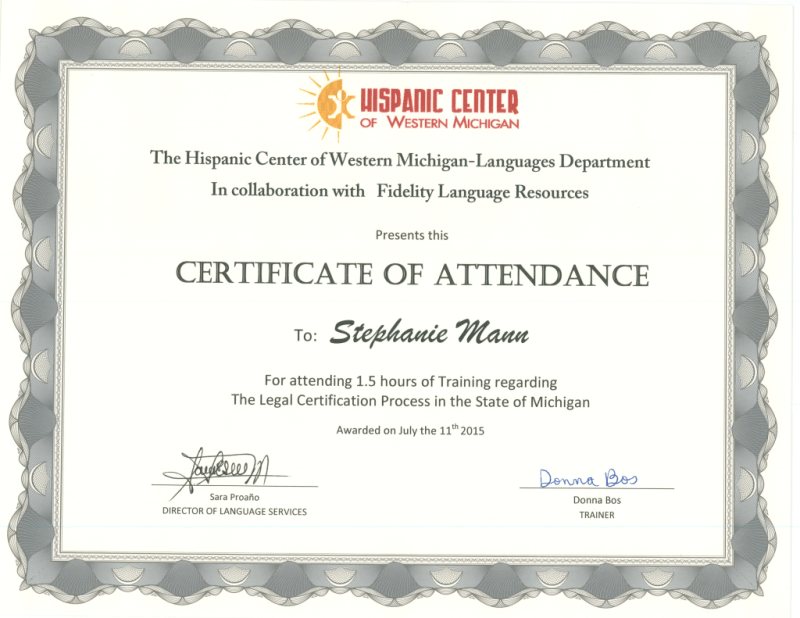 HISPANIC CENTER
OF WESTERN MICHIGAN
The Hispanic Center of Western Michigan-Languages Department
In collaboration with Fidelity Language Resources
Presents this
CERTIFICATE OF ATTENDANCE
To: Stephanie Mann
For attending 1.5 hours of Training regarding
The Legal Certification Process in the State of Michigan
Awarded on July the 11th 2015
Donna Bos
Sara Proaño
Donna Bos
DIRECTOR OF LANGUAGE SERVICES
TRAINER